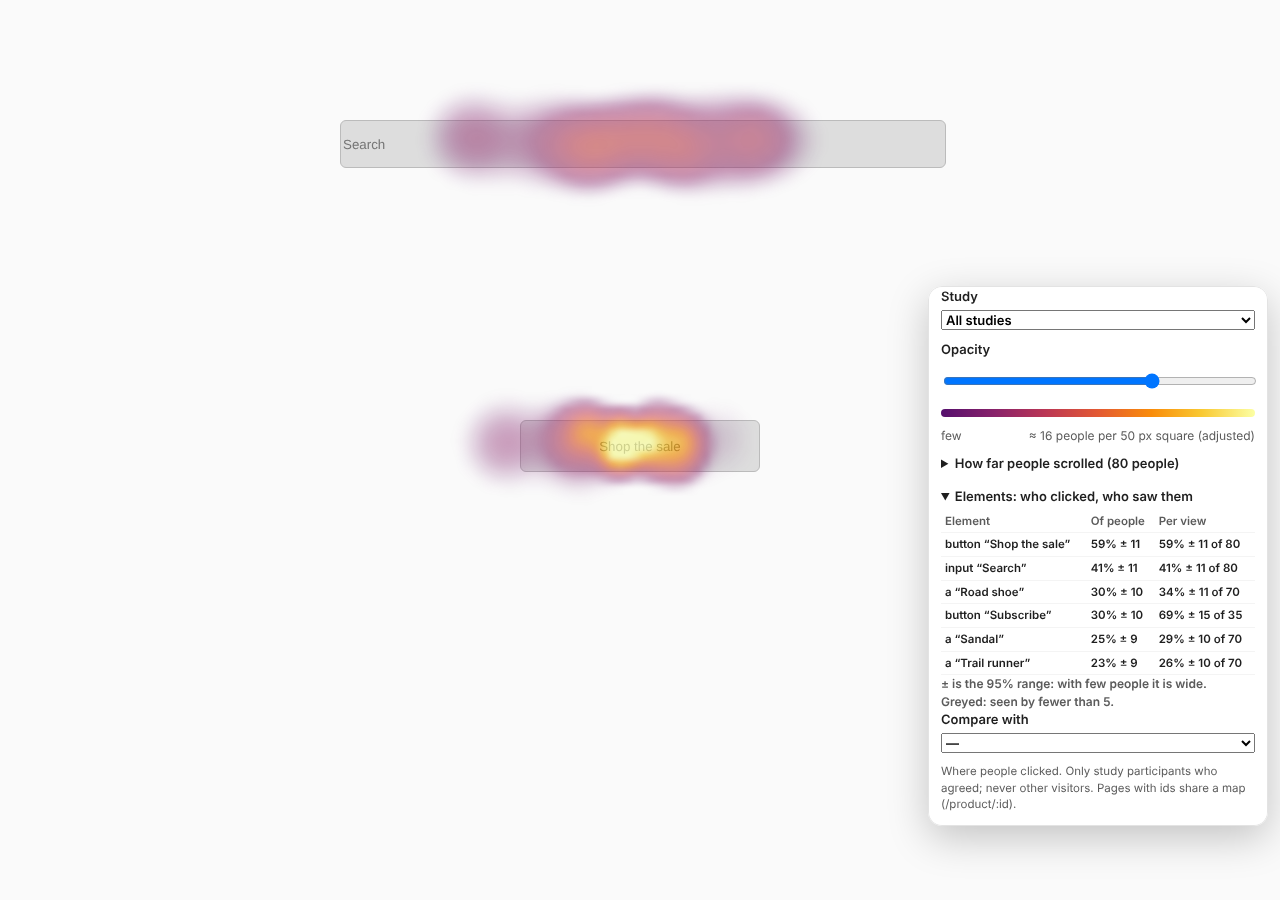 Search
Shop the sale
Study
All studies
Opacity
few ≈ 16 people per 50 px square (adjusted)
How far people scrolled (80 people)
Elements: who clicked, who saw them
Element Of people Per view
button “Shop the sale” 59% ± 11 59% ± 11 of 80
input “Search” 41% ± 11 41% ± 11 of 80
a “Road shoe” 30% ± 10 34% ± 11 of 70
button “Subscribe” 30% ± 10 69% ± 15 of 35
a “Sandal” 25% ± 9 29% ± 10 of 70
a “Trail runner” 23% ± 9 26% ± 10 of 70
± is the 95% range: with few people it is wide.
Greyed: seen by fewer than 5.
Compare with
—
Where people clicked. Only study participants who
agreed; never other visitors. Pages with ids share a map
(/product/:id).